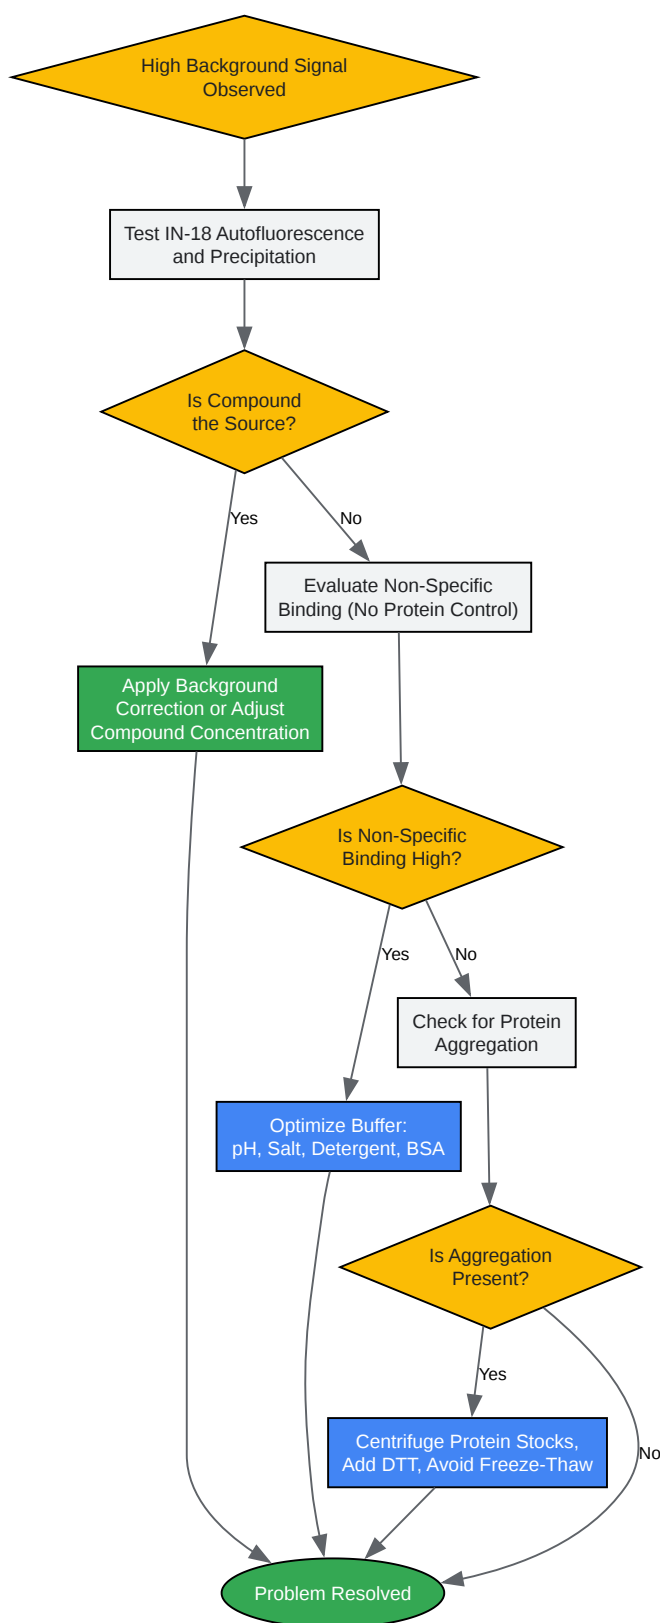 High Background Signal
Observed
Test IN-18 Autofluorescence
and Precipitation
Is Compound
the Source?
Yes
No
Evaluate Non-Specific
Binding (No Protein Control)
Apply Background
Correction or Adjust
Compound Concentration
Is Non-Specific
Binding High?
Yes
No
Check for Protein
Aggregation
Optimize Buffer:
pH, Salt, Detergent, BSA
Is Aggregation
Present?
Yes
No
Centrifuge Protein Stocks,
Add DTT, Avoid Freeze-Thaw
Problem Resolved